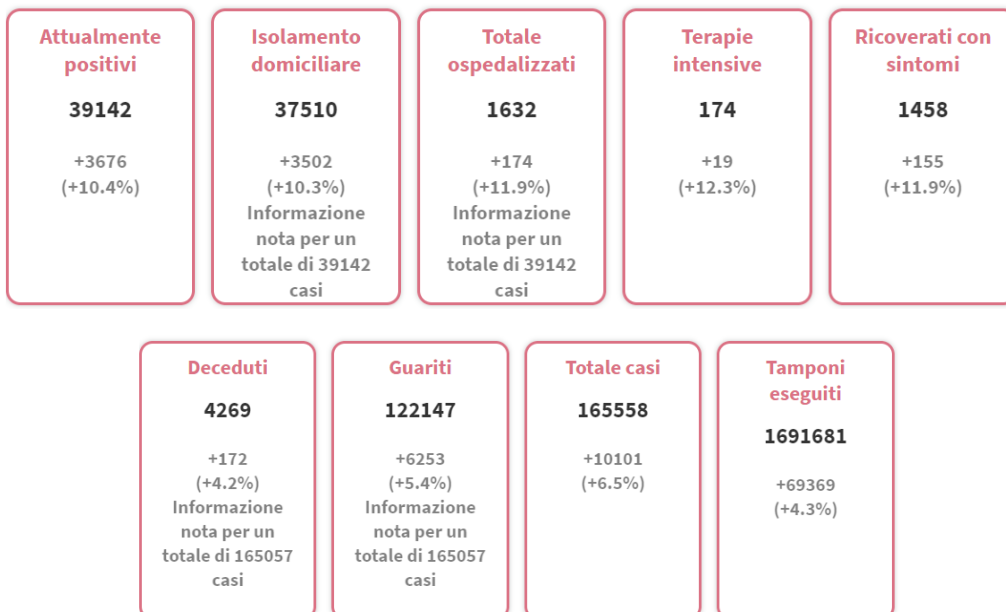 Attualmente
positivi
39142
+3676
(+10.4%)
Isolamento
domiciliare
37510
+3502
(+10.3%)
Informazione
nota per un
totale di 39142
casi
Totale
ospedalizzati
1632
+174
(+11.9%)
Informazione
nota per un
totale di 39142
casi
Terapie
intensive
174
+19
(+12.3%)
Ricoverati con
sintomi
1458
+155
(+11.9%)
Deceduti
4269
+172
(+4.2%)
Informazione
nota per un
totale di 165057
casi
Guariti
122147
+6253
(+5.4%)
Informazione
nota per un
totale di 165057
casi
Totale casi
165558
+10101
(+6.5%)
Tamponi
eseguiti
1691681
+69369
(+4.3%)